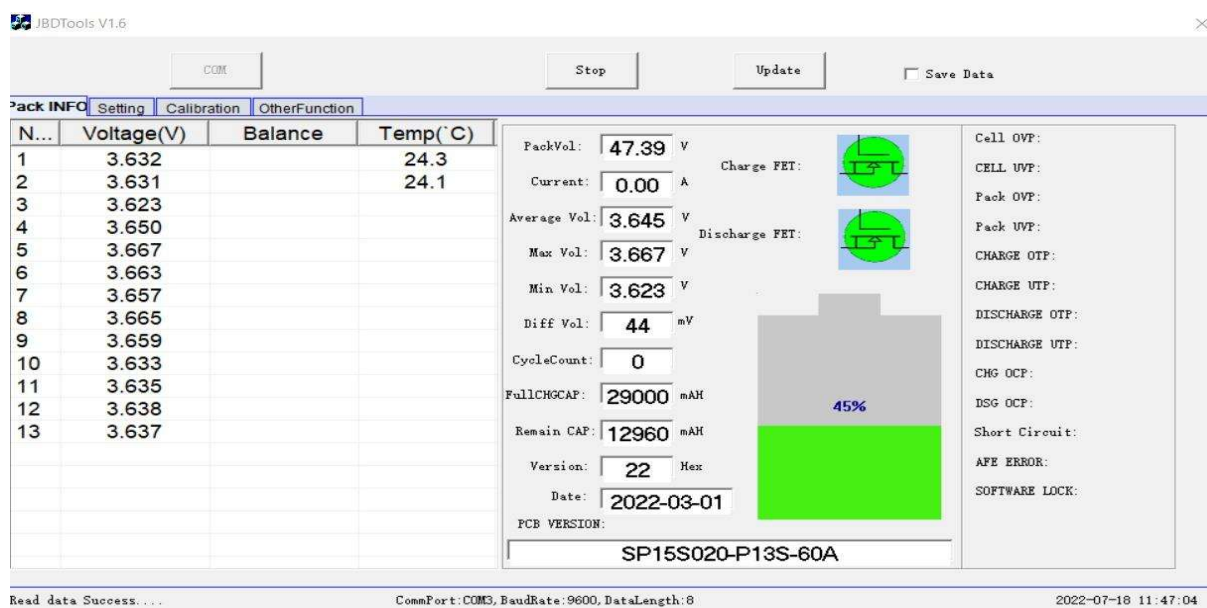 JBDTools V1.6
COM Stop Update Save Data
Pack INFO Setting Calibration OtherFunction
N... Voltage(V) Balance Temp(`C)
1 3.632 24.3
2 3.631 24.1
3 3.623
4 3.650
5 3.667
6 3.663
7 3.657
8 3.665
9 3.659
10 3.633
11 3.635
12 3.638
13 3.637
PackVol: 47.39 V
Current: 0.00 A
Average Vol: 3.645 V
Max Vol: 3.667 V
Min Vol: 3.623 V
Diff Vol: 44 mV
CycleCount: 0
FullCHGCAP: 29000 mAH
Remain CAP: 12960 mAH
Version: 22 Hex
Date: 2022-03-01
PCB VERSION:
SP15S020-P13S-60A
Charge FET:
Discharge FET:
45%
Cell OVP:
CELL UVP:
Pack OVP:
Pack UVP:
CHARGE OTP:
CHARGE UTP:
DISCHARGE OTP:
DISCHARGE UTP:
CHG OCP:
DSG OCP:
Short Circuit:
AFE ERROR:
SOFTWARE LOCK:
Read data Success.... CommPort:COM3,BaudRate:9600,DataLength:8 2022-07-18 11:47:04